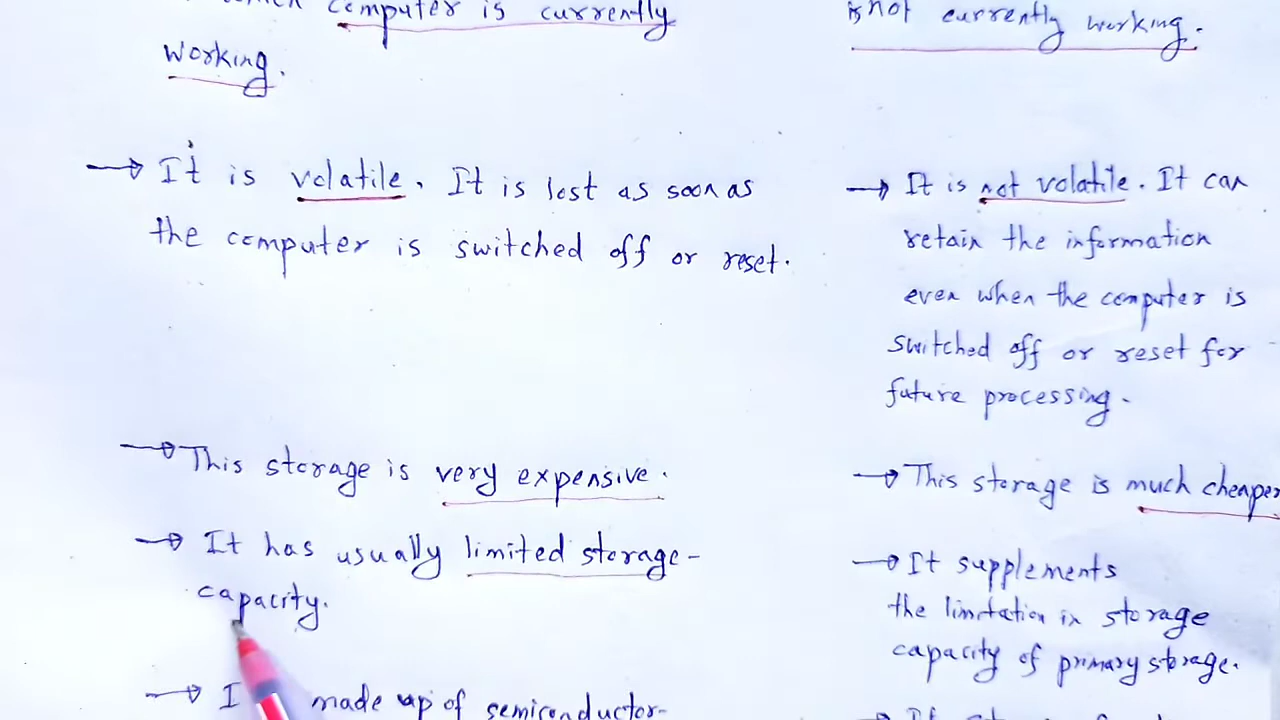 computer is currently
working.
→ It is volatile. It is lost as soon as
the computer is switched off or reset.
→ This storage is very expensive.
→ It has usually limited storage-
capacity.
→ I made up of semiconductor-
is not currently working.
→ It is not volatile. It can
retain the information
even when the computer is
switched off or reset for
future processing.
→ This storage is much cheaper
→ It supplements
the limitation in storage
capacity of primary storage.